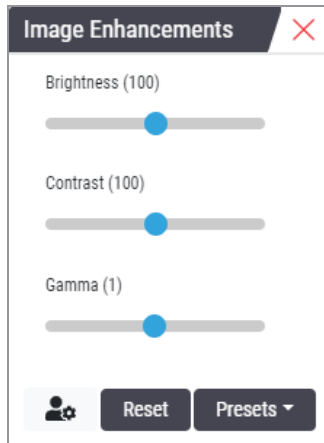 Image Enhancements
Brightness (100)
Contrast (100)
Gamma (1)
Reset Presets